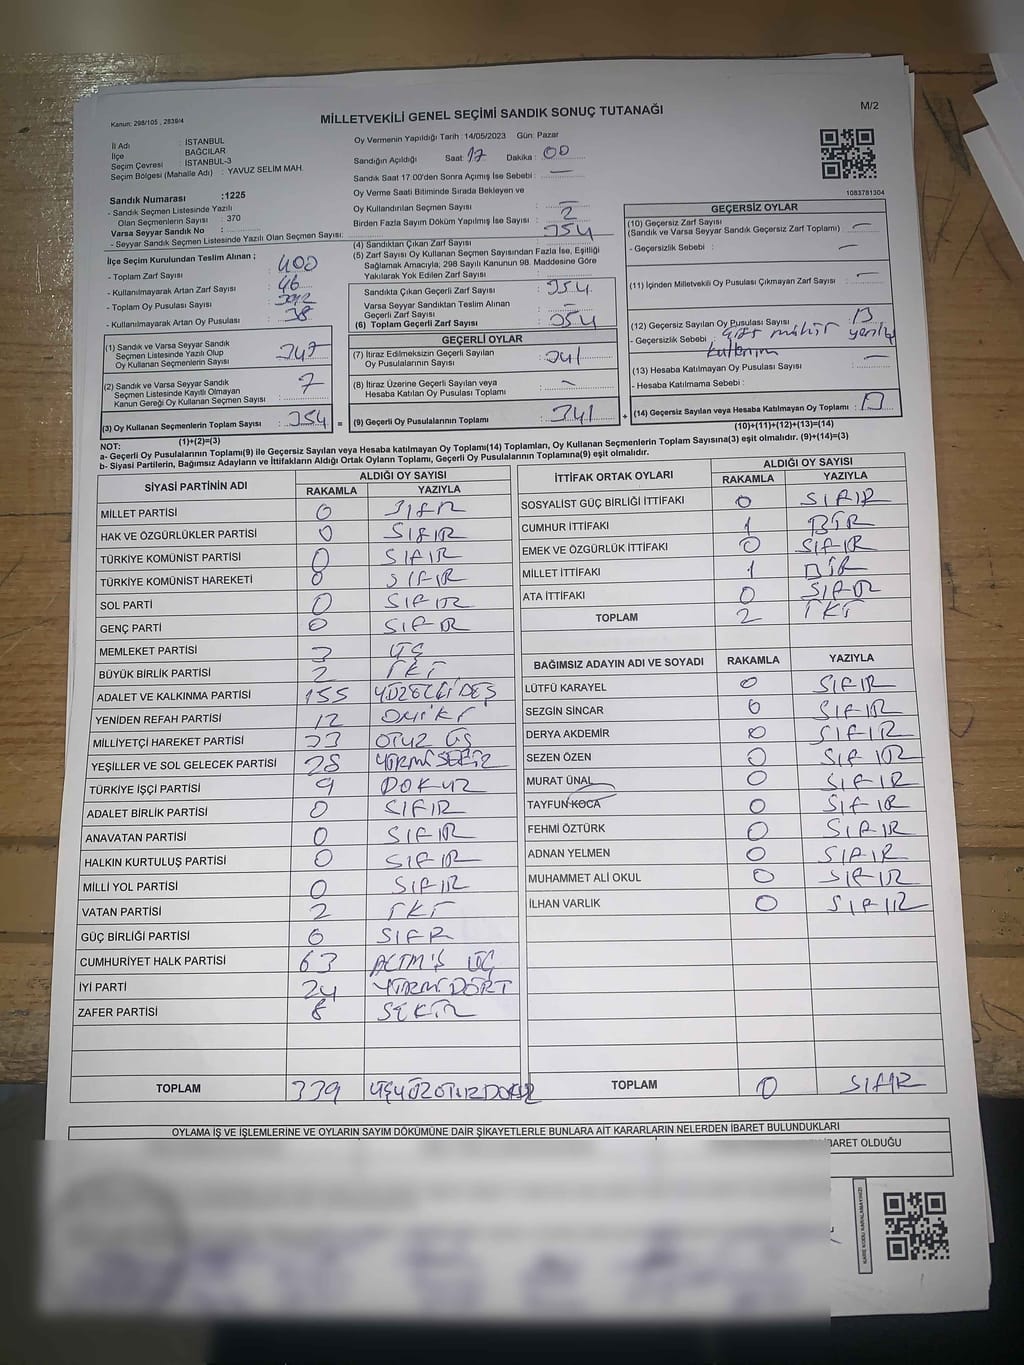 MİLLETVEKİLİ GENEL SEÇİMİ SANDIK SONUÇ TUTANAĞI
M/2
Kanun: 298/105 , 2839/4
İl Adı : İSTANBUL
İlçe : BAĞCILAR
Seçim Çevresi : İSTANBUL-3
Seçim Bölgesi (Mahalle Adı) : YAVUZ SELİM MAH.
Sandık Numarası :1225
- Sandık Seçmen Listesinde Yazılı
Olan Seçmenlerin Sayısı : 370
Varsa Seyyar Sandık No :
- Seyyar Sandık Seçmen Listesinde Yazılı Olan Seçmen Sayısı:
İlçe Seçim Kurulundan Teslim Alınan ;
- Toplam Zarf Sayısı : 400
- Kullanılmayarak Artan Zarf Sayısı : 46
- Toplam Oy Pusulası Sayısı :
- Kullanılmayarak Artan Oy Pusulası : 38
(1) Sandık ve Varsa Seyyar Sandık
Seçmen Listesinde Yazılı Olup
Oy Kullanan Seçmenlerin Sayısı : 347
(2) Sandık ve Varsa Seyyar Sandık
Seçmen Listesinde Kayıtlı Olmayan
Kanun Gereği Oy Kullanan Seçmen Sayısı : 7
(3) Oy Kullanan Seçmenlerin Toplam Sayısı : 354
(1)+(2)=(3)
Oy Vermenin Yapıldığı Tarih : 14/05/2023 Gün: Pazar
Sandığın Açıldığı Saat : 17 Dakika : 00
Sandık Saat 17.00'den Sonra Açımış İse Sebebi : —
Oy Verme Saati Bitiminde Sırada Bekleyen ve
Oy Kullandırılan Seçmen Sayısı : —
Birden Fazla Sayım Döküm Yapılmış İse Sayısı : 2
(4) Sandıktan Çıkan Zarf Sayısı : 354
(5) Zarf Sayısı Oy Kullanan Seçmen Sayısından Fazla İse, Eşitliği
Sağlamak Amacıyla, 298 Sayılı Kanunun 98. Maddesine Göre
Yakılarak Yok Edilen Zarf Sayısı :
Sandıkta Çıkan Geçerli Zarf Sayısı : 354
Varsa Seyyar Sandıktan Teslim Alınan
Geçerli Zarf Sayısı : —
(6) Toplam Geçerli Zarf Sayısı : 354
GEÇERLİ OYLAR
(7) İtiraz Edilmeksizin Geçerli Sayılan
Oy Pusulasının Sayısı : 341
(8) İtiraz Üzerine Geçerli Sayılan veya
Hesaba Katılan Oy Pusulası Toplamı : —
= (9) Geçerli Oy Pusulalarının Toplamı : 341 +
1083781304
GEÇERSİZ OYLAR
(10) Geçersiz Zarf Sayısı : —
(Sandık ve Varsa Seyyar Sandık Geçersiz Zarf Toplamı)
- Geçersizlik Sebebi : —
(11) İçinden Milletvekili Oy Pusulası Çıkmayan Zarf Sayısı : —
(12) Geçersiz Sayılan Oy Pusulası Sayısı : 13
- Geçersizlik Sebebi : mühür
kullanım
(13) Hesaba Katılmayan Oy Pusulası Sayısı : —
- Hesaba Katılmama Sebebi :
(14) Geçersiz Sayılan veya Hesaba Katılmayan Oy Toplamı : 13
(10)+(11)+(12)+(13)=(14)
NOT:
a- Geçerli Oy Pusulalarının Toplamı(9) ile Geçersiz Sayılan veya Hesaba katılmayan Oy Toplamı(14) Toplamları, Oy Kullanan Seçmenlerin Toplam Sayısına(3) eşit olmalıdır. (9)+(14)=(3)
b- Siyasi Partilerin, Bağımsız Adayların ve İttifakların Aldığı Ortak Oyların Toplamı, Geçerli Oy Pusulalarının Toplamına(9) eşit olmalıdır.
SİYASİ PARTİNİN ADI ALDIĞI OY SAYISI
RAKAMLA YAZIYLA
MİLLET PARTİSİ 0 SIFR
HAK VE ÖZGÜRLÜKLER PARTİSİ 0 SIFIR
TÜRKİYE KOMÜNİST PARTİSİ 0 SIFIR
TÜRKİYE KOMÜNİST HAREKETİ 0 SIFIR
SOL PARTİ 0 SIFIR
GENÇ PARTİ 0 SIFIR
MEMLEKET PARTİSİ 3 ÜÇ
BÜYÜK BİRLİK PARTİSİ 2 İKİ
ADALET VE KALKINMA PARTİSİ 155 YÜZELLİBEŞ
YENİDEN REFAH PARTİSİ 12 ONİKİ
MİLLİYETÇİ HAREKET PARTİSİ 33 OTUZ ÜÇ
YEŞİLLER VE SOL GELECEK PARTİSİ 28
TÜRKİYE İŞÇİ PARTİSİ 9 DOKUZ
ADALET BİRLİK PARTİSİ 0 SIFIR
ANAVATAN PARTİSİ 0 SIFIR
HALKIN KURTULUŞ PARTİSİ 0 SIFIR
MİLLİ YOL PARTİSİ 0 SIFIR
VATAN PARTİSİ 2 İKİ
GÜÇ BİRLİĞİ PARTİSİ 0 SIFR
CUMHURİYET HALK PARTİSİ 63 ALTMIŞ ÜÇ
İYİ PARTİ 24 YİRMİDÖRT
ZAFER PARTİSİ 8 SEKİZ
TOPLAM 339 ÜÇYÜZOTUZDOKUZ
İTTİFAK ORTAK OYLARI ALDIĞI OY SAYISI
RAKAMLA YAZIYLA
SOSYALİST GÜÇ BİRLİĞİ İTTİFAKI 0 SIFIR
CUMHUR İTTİFAKI 1 BİR
EMEK VE ÖZGÜRLÜK İTTİFAKI 0 SIFIR
MİLLET İTTİFAKI 1 BİR
ATA İTTİFAKI 0 SIFIR
TOPLAM 2 İKİ
BAĞIMSIZ ADAYIN ADI VE SOYADI RAKAMLA YAZIYLA
LÜTFÜ KARAYEL 0 SIFIR
SEZGİN SİNCAR 0 SIFIR
DERYA AKDEMİR 0 SIFIR
SEZEN ÖZEN 0 SIFIR
MURAT ÜNAL 0 SIFIR
TAYFUN KOCA 0 SIFIR
FEHMİ ÖZTÜRK 0 SIFIR
ADNAN YELMEN 0 SIFIR
MUHAMMET ALİ OKUL 0 SIFIR
İLHAN VARLIK 0 SIFIR
TOPLAM 0 SIFIR
OYLAMA İŞ VE İŞLEMLERİNE VE OYLARIN SAYIM DÖKÜMÜNE DAİR ŞİKAYETLERLE BUNLARA AİT KARARLARIN NELERDEN İBARET BULUNDUKLARI
İBARET OLDUĞU
KARE KODU KARALAMAYINIZ!